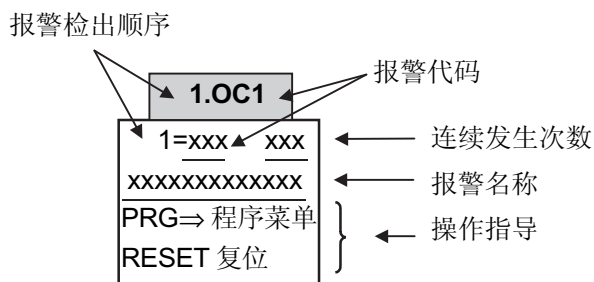 报警检出顺序
报警代码
1.OC1
1=xxx xxx
连续发生次数
xxxxxxxxxxxxx
报警名称
PRG⇒程序菜单
操作指导
RESET 复位